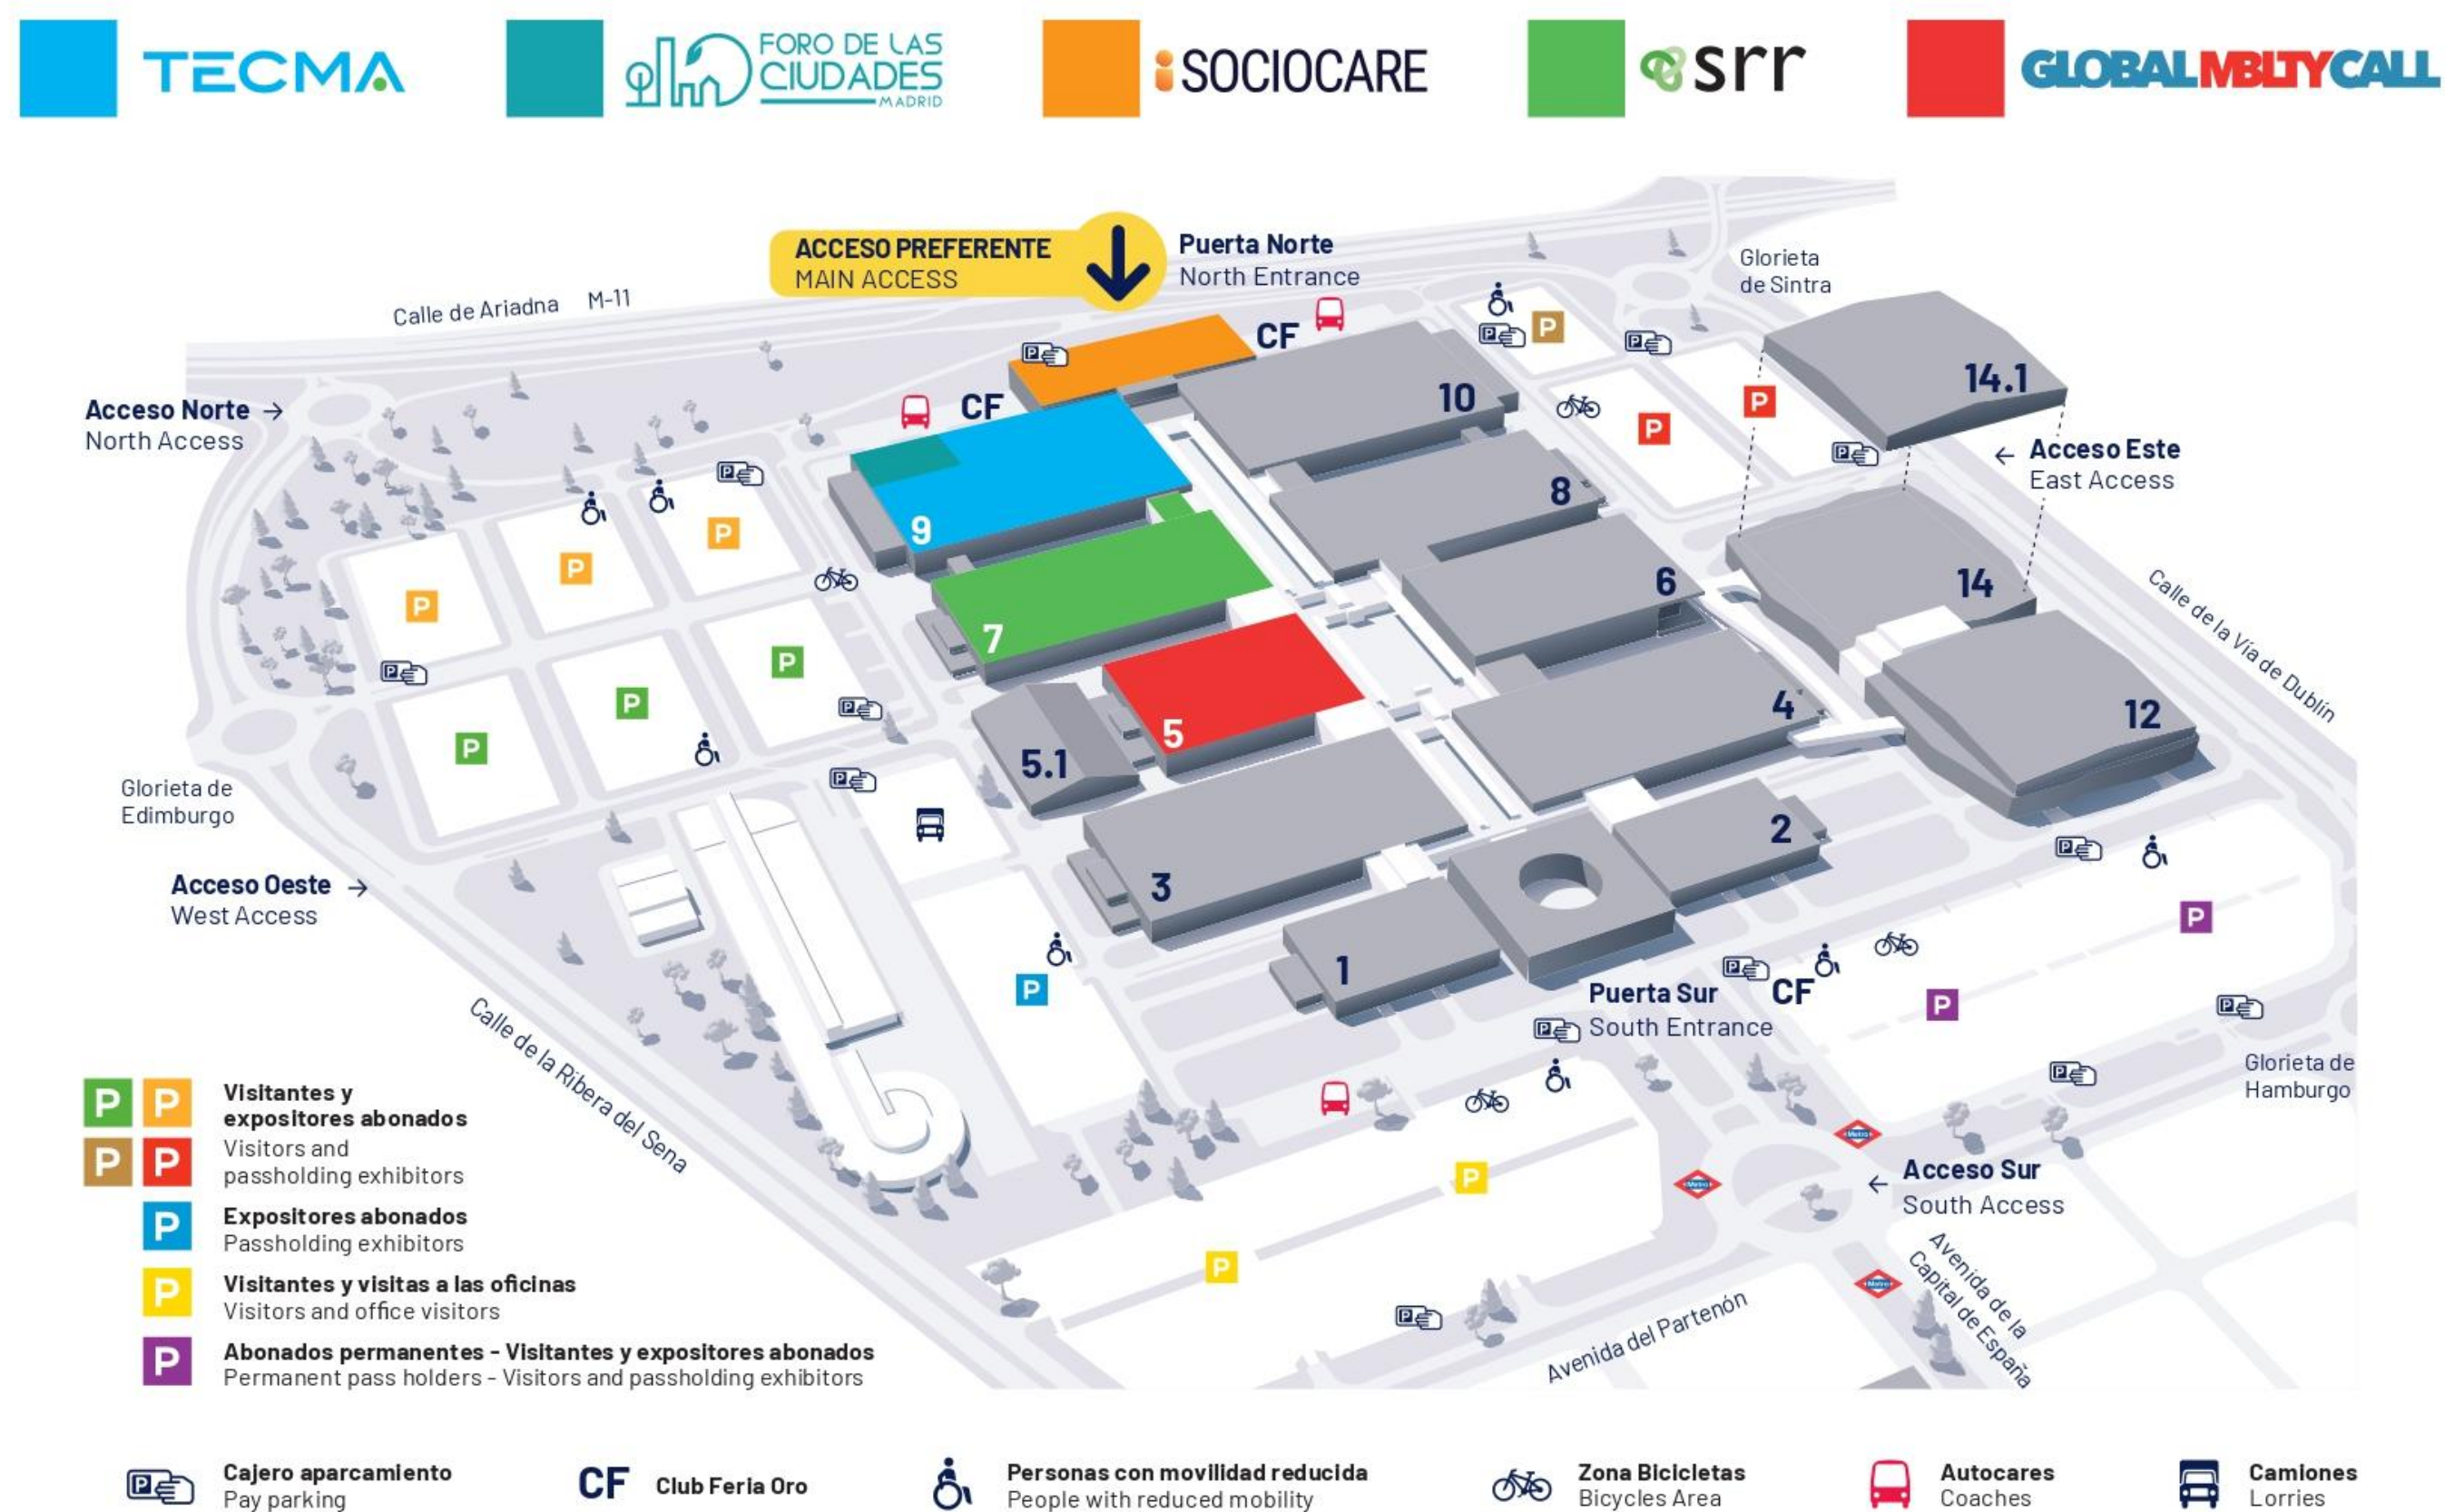 TECMA
FORO DE LAS
CIUDADES
MADRID
iSOCIOCARE
srr
GLOBALMBLTYCALL
ACCESO PREFERENTE
MAIN ACCESS
Puerta Norte
North Entrance
Glorieta
de Sintra
Calle de Ariadna M-11
CF
P
P
P
10
14.1
P
P
Acceso Norte →
North Access
CF
← Acceso Este
East Access
P
8
P
9
P
P
P
6
14
Calle de la Vía de Dublín
7
P
P
P
P
P
4
12
5
5.1
P
Glorieta de
Edimburgo
2
P
Acceso Oeste →
West Access
3
P
1
P
Puerta Sur
South Entrance
P
CF
P
P
P
P
Calle de la Ribera del Sena
Glorieta de
Hamburgo
P
Metro
Metro
← Acceso Sur
South Access
P
P
Metro
Avenida de la
Capital de España
P
Avenida del Partenón
P P
Visitantes y
expositores abonados
P P
Visitors and
passholding exhibitors
P
Expositores abonados
Passholding exhibitors
P
Visitantes y visitas a las oficinas
Visitors and office visitors
P
Abonados permanentes - Visitantes y expositores abonados
Permanent pass holders - Visitors and passholding exhibitors
P
Cajero aparcamiento
Pay parking
CF Club Feria Oro
Personas con movilidad reducida
People with reduced mobility
Zona Bicicletas
Bicycles Area
Autocares
Coaches
Camiones
Lorries